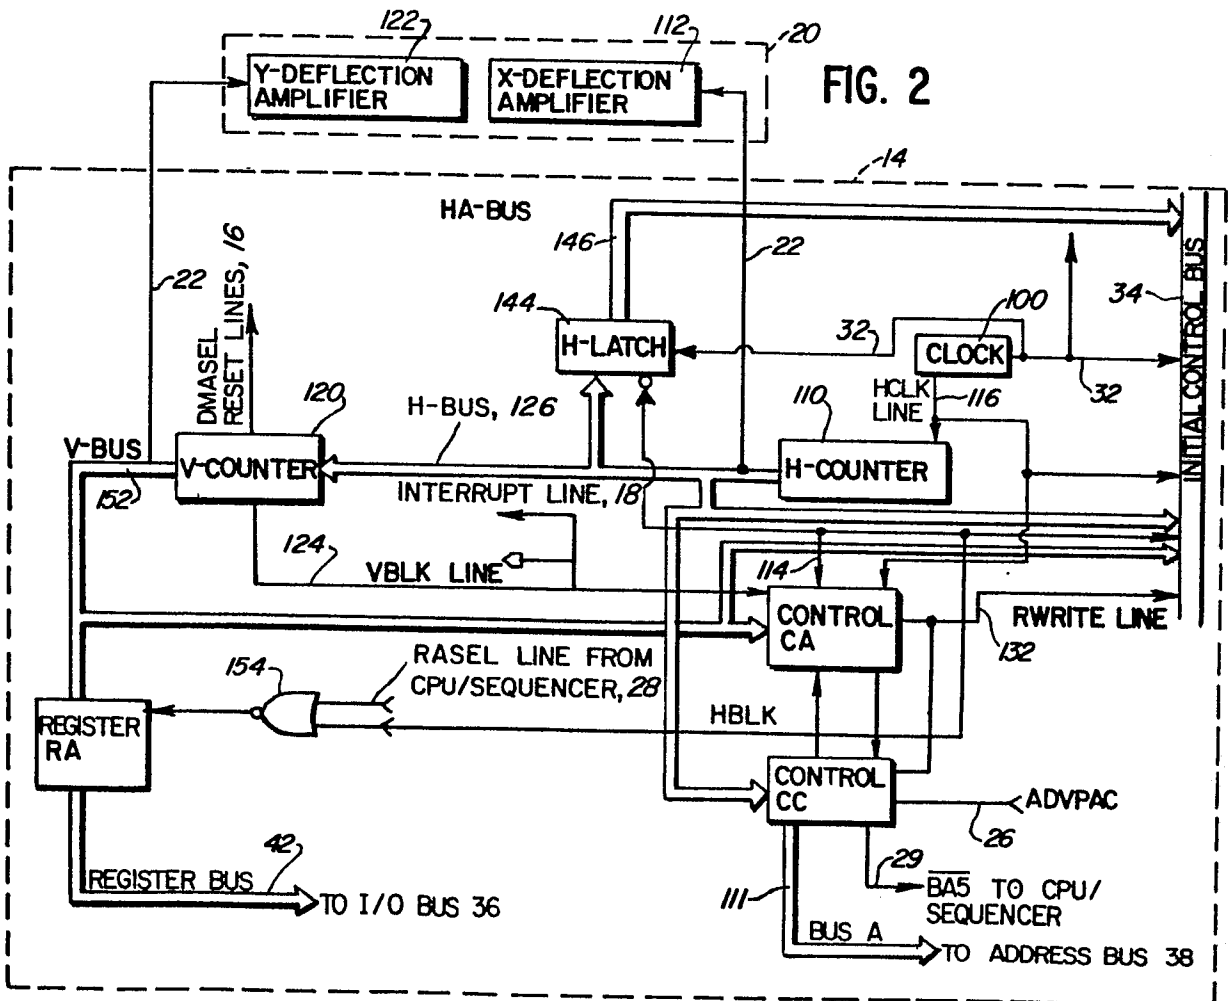 122
112
20
Y-DEFLECTION
AMPLIFIER
X-DEFLECTION
AMPLIFIER
FIG. 2
14
HA-BUS
146
22
22
DMASEL
RESET LINES, 16
144
H-LATCH
32
100
CLOCK
32
34
INITIAL CONTROL BUS
HCLK
LINE
116
120
H-BUS, 126
110
V-BUS
V-COUNTER
H-COUNTER
152
INTERRUPT LINE, 18
124
VBLK LINE
114
CONTROL
CA
RWRITE LINE
132
154
RASEL LINE FROM
CPU/SEQUENCER, 28
REGISTER
RA
HBLK
CONTROL
CC
ADVPAC
26
42
REGISTER BUS
TO I/O BUS 36
111
29
B̅A̅5̅ TO CPU/
SEQUENCER
BUS A
TO ADDRESS BUS 38